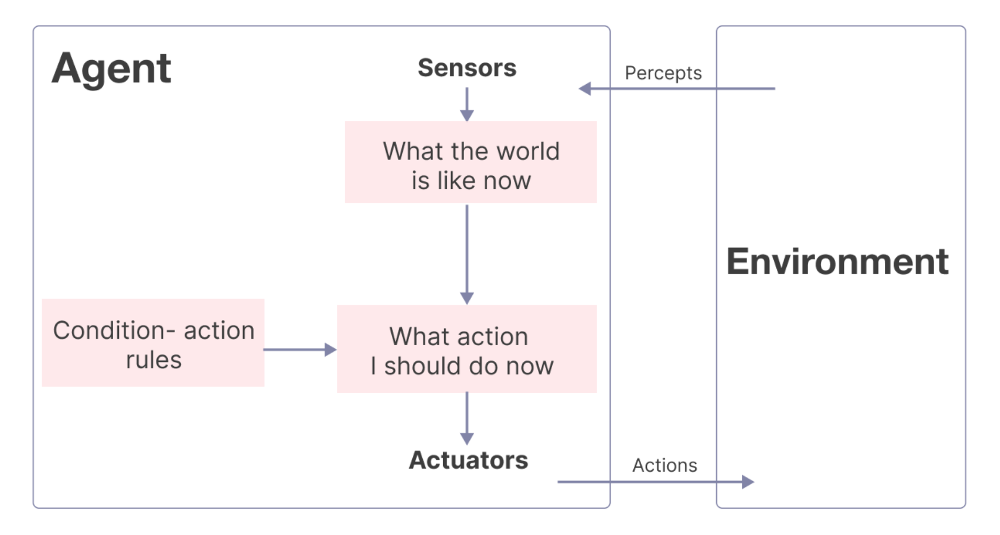 Agent
Sensors
Percepts
What the world
is like now
Environment
Condition- action
rules
What action
I should do now
Actuators
Actions